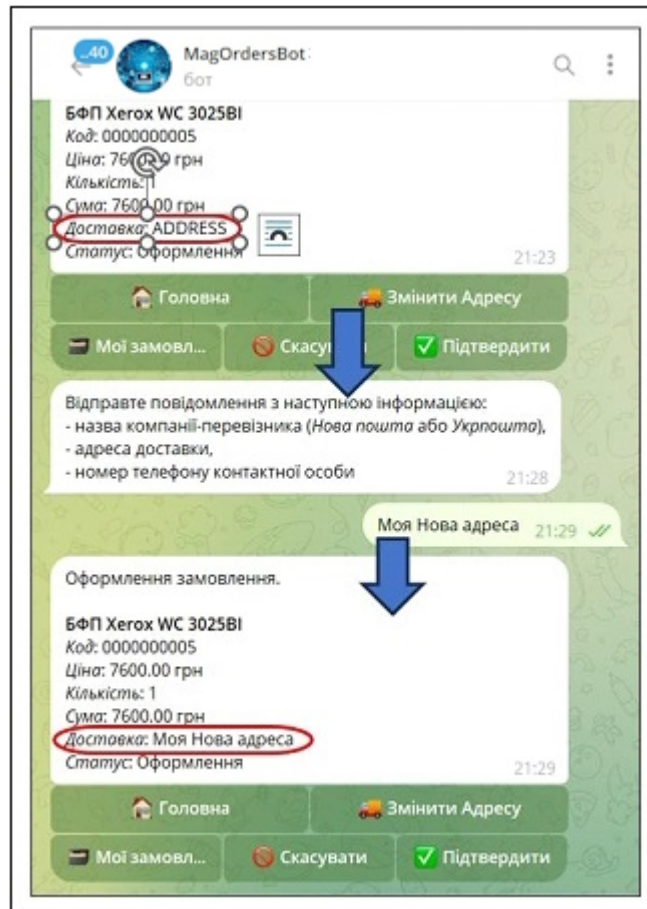 ..40
MagOrdersBot
бот
БФП Xerox WC 3025BI
Код: 0000000005
Ціна: грн
Кількість: 1
Сума: 7600.00 грн
Доставка: ADDRESS
Статус: Оформлення
21:23
Головна
Змінити Адресу
Мої замовл...
Підтвердити
Відправте повідомлення з наступною інформацією:
- назва компанії-перевізника (Нова пошта або Укрпошта),
- адреса доставки,
- номер телефону контактної особи
21:28
Моя Нова адреса 21:29
Оформлення замовлення.
БФП Xerox WC 3025BI
Код: 0000000005
Ціна: 7600.00 грн
Кількість: 1
Сума: 7600.00 грн
Доставка: Моя Нова адреса
Статус: Оформлення
21:29
Головна
Змінити Адресу
Мої замовл...
Скасувати
Підтвердити